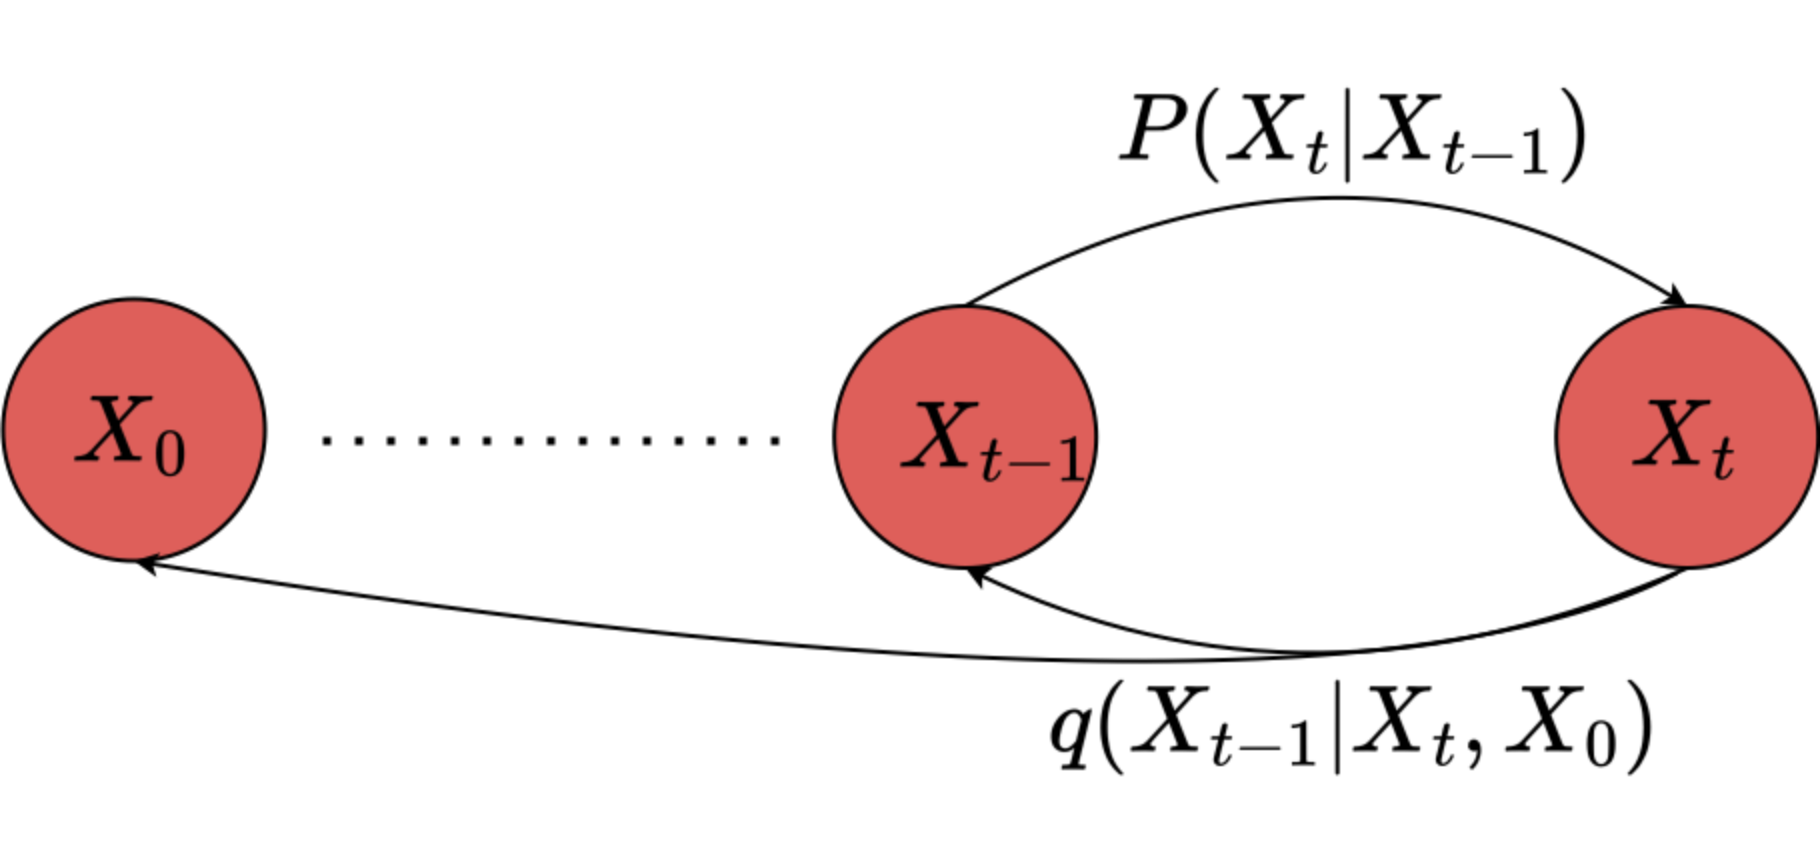 P(X_t|X_{t-1})
X_0
X_{t-1}
X_t
q(X_{t-1}|X_t, X_0)